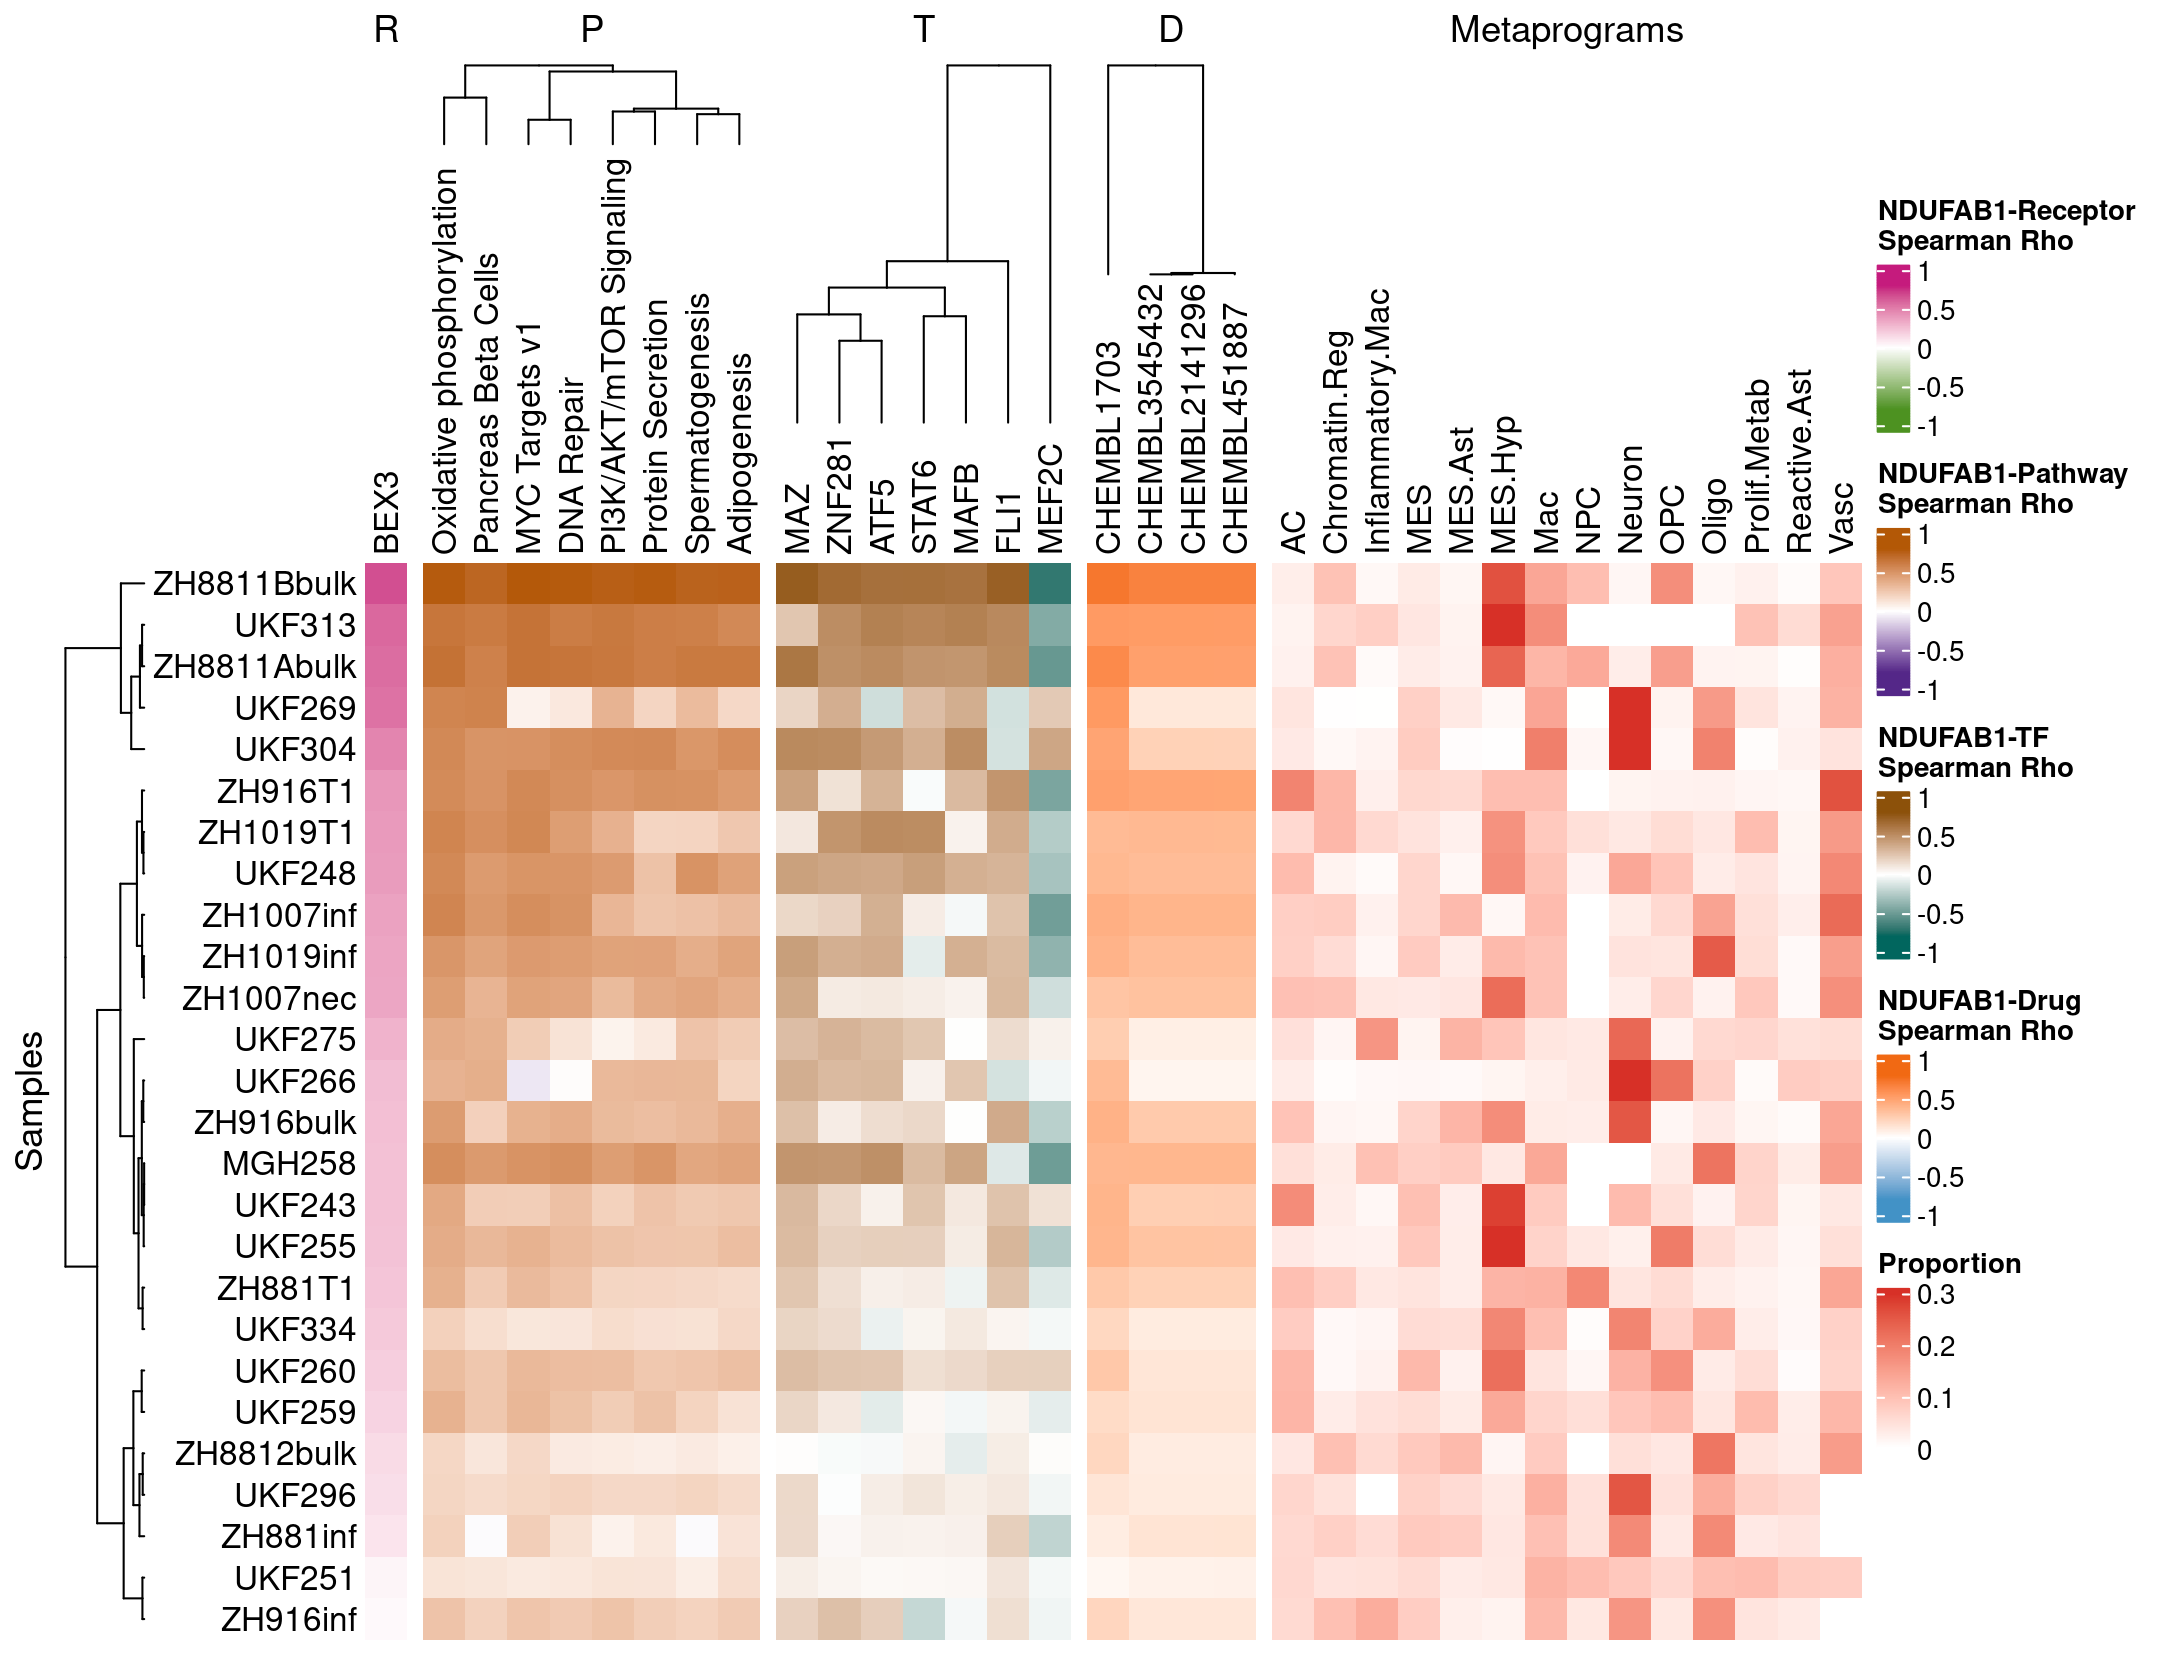 R
P
T
D
Metaprograms
BEX3
Oxidative phosphorylation
Pancreas Beta Cells
MYC Targets v1
DNA Repair
PI3K/AKT/mTOR Signaling
Protein Secretion
Spermatogenesis
Adipogenesis
MAZ
ZNF281
ATF5
STAT6
MAFB
FLI1
MEF2C
CHEMBL1703
CHEMBL3545432
CHEMBL2141296
CHEMBL451887
AC
Chromatin.Reg
Inflammatory.Mac
MES
MES.Ast
MES.Hyp
Mac
NPC
Neuron
OPC
Oligo
Prolif.Metab
Reactive.Ast
Vasc
Samples
ZH8811Bbulk
UKF313
ZH8811Abulk
UKF269
UKF304
ZH916T1
ZH1019T1
UKF248
ZH1007inf
ZH1019inf
ZH1007nec
UKF275
UKF266
ZH916bulk
MGH258
UKF243
UKF255
ZH881T1
UKF334
UKF260
UKF259
ZH8812bulk
UKF296
ZH881inf
UKF251
ZH916inf
NDUFAB1-Receptor
Spearman Rho
1
0.5
0
-0.5
-1
NDUFAB1-Pathway
Spearman Rho
1
0.5
0
-0.5
-1
NDUFAB1-TF
Spearman Rho
1
0.5
0
-0.5
-1
NDUFAB1-Drug
Spearman Rho
1
0.5
0
-0.5
-1
Proportion
0.3
0.2
0.1
0